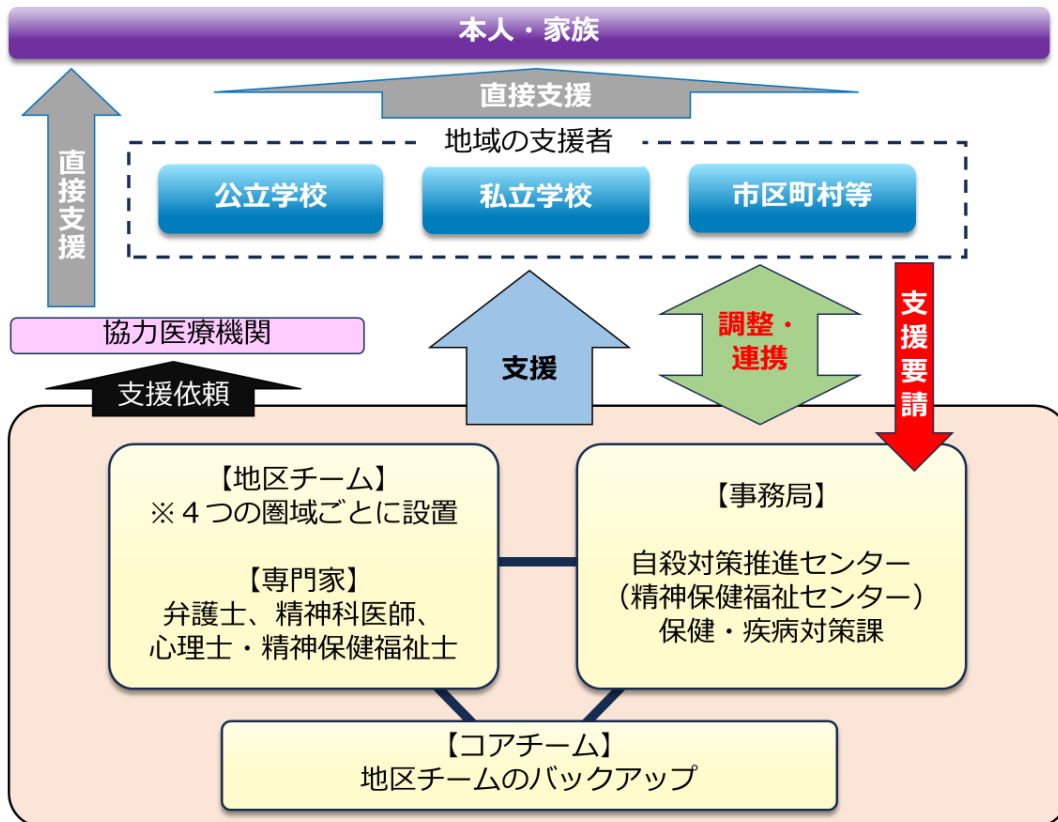 本人・家族
直接支援
直接支援
地域の支援者
公立学校
私立学校
市区町村等
協力医療機関
支援依頼
支援
調整・
連携
支援要請
【地区チーム】
※４つの圏域ごとに設置
【専門家】
弁護士、精神科医師、
心理士・精神保健福祉士
【事務局】
自殺対策推進センター
（精神保健福祉センター）
保健・疾病対策課
【コアチーム】
地区チームのバックアップ